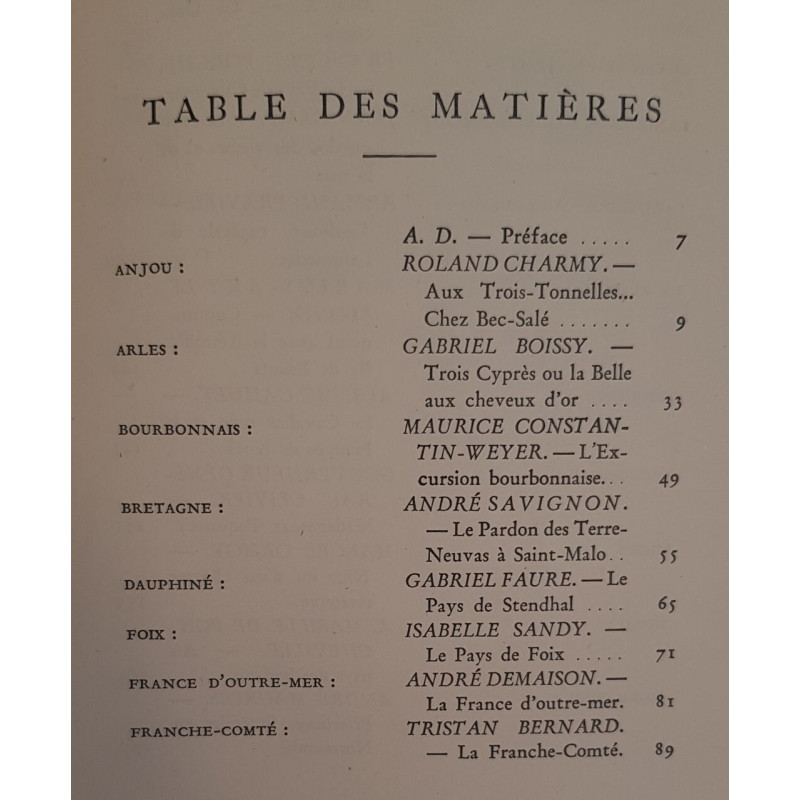 TABLE DES MATIÈRES
A. D. — Préface ..... 7
ANJOU : ROLAND CHARMY. —
Aux Trois-Tonnelles...
Chez Bec-Salé ....... 9
ARLES : GABRIEL BOISSY. —
Trois Cyprès ou la Belle
aux cheveux d'or .... 33
BOURBONNAIS : MAURICE CONSTAN-
TIN-WEYER. — L'Ex-
cursion bourbonnaise... 49
BRETAGNE : ANDRÉ SAVIGNON.
— Le Pardon des Terre-
Neuvas à Saint-Malo.. 55
DAUPHINÉ : GABRIEL FAURE. — Le
Pays de Stendhal .... 65
FOIX : ISABELLE SANDY. —
Le Pays de Foix ..... 71
FRANCE D'OUTRE-MER : ANDRÉ DEMAISON. —
La France d'outre-mer. 81
FRANCHE-COMTÉ : TRISTAN BERNARD.
— La Franche-Comté. 89